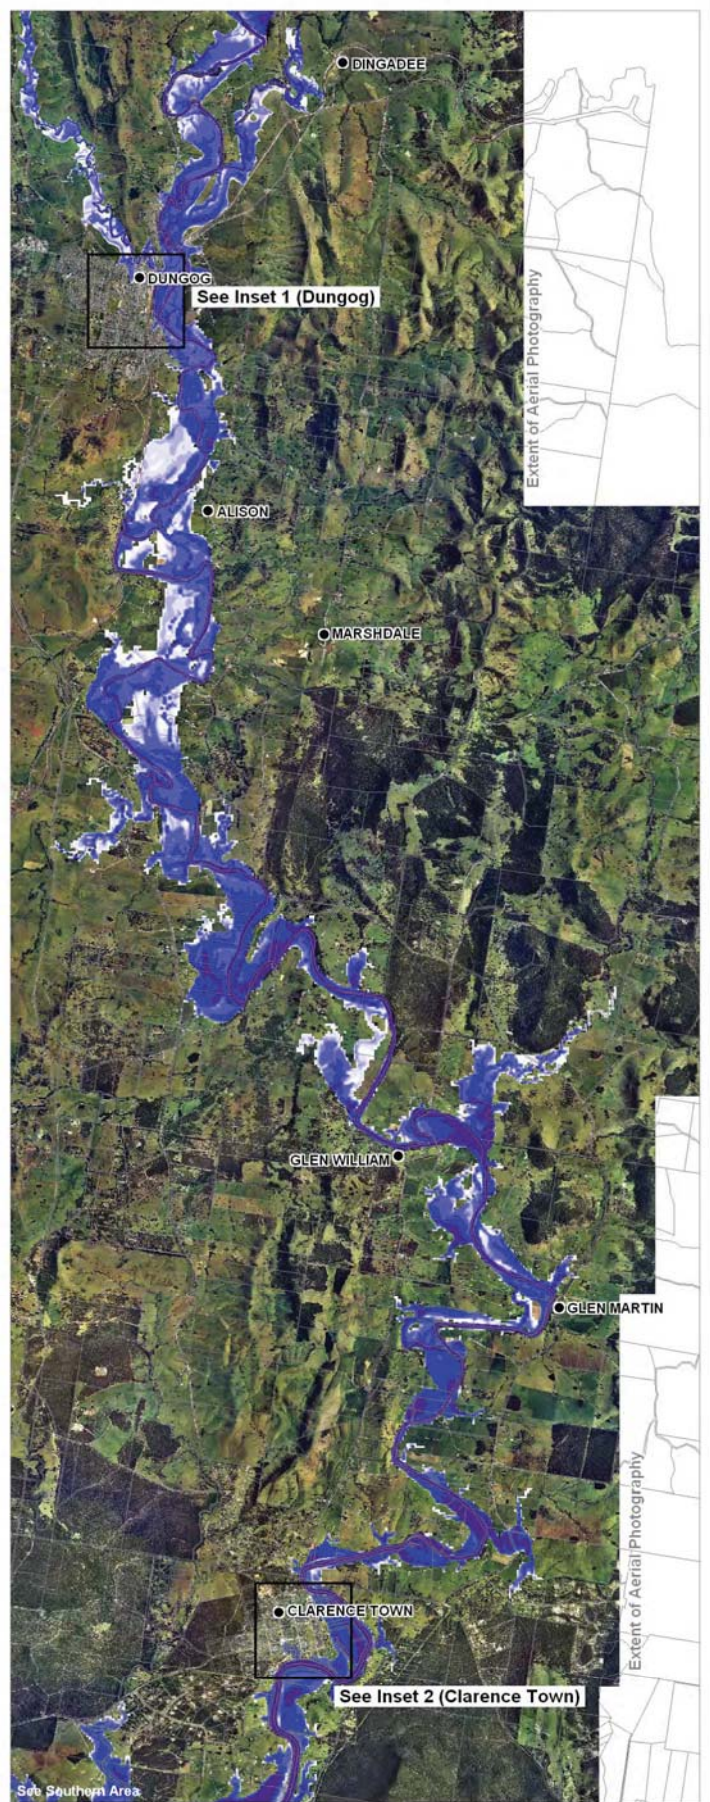 DINGADEE
DUNGOG
See Inset 1 (Dungog)
Extent of Aerial Photography
ALISON
MARSHDALE
GLEN WILLIAM
GLEN MARTIN
Extent of Aerial Photography
CLARENCE TOWN
See Inset 2 (Clarence Town)
See Southern Area